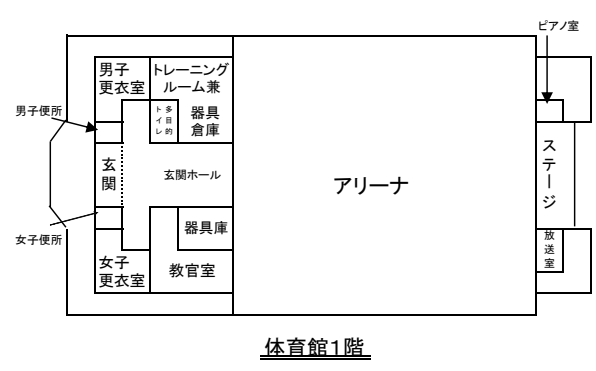 ピアノ室
男子
更衣室
トレーニング
ルーム兼
器具
倉庫
多目的
トイレ
男子便所
玄関
玄関ホール
アリーナ
ステージ
女子便所
器具庫
放送室
女子
更衣室
教官室
体育館1階